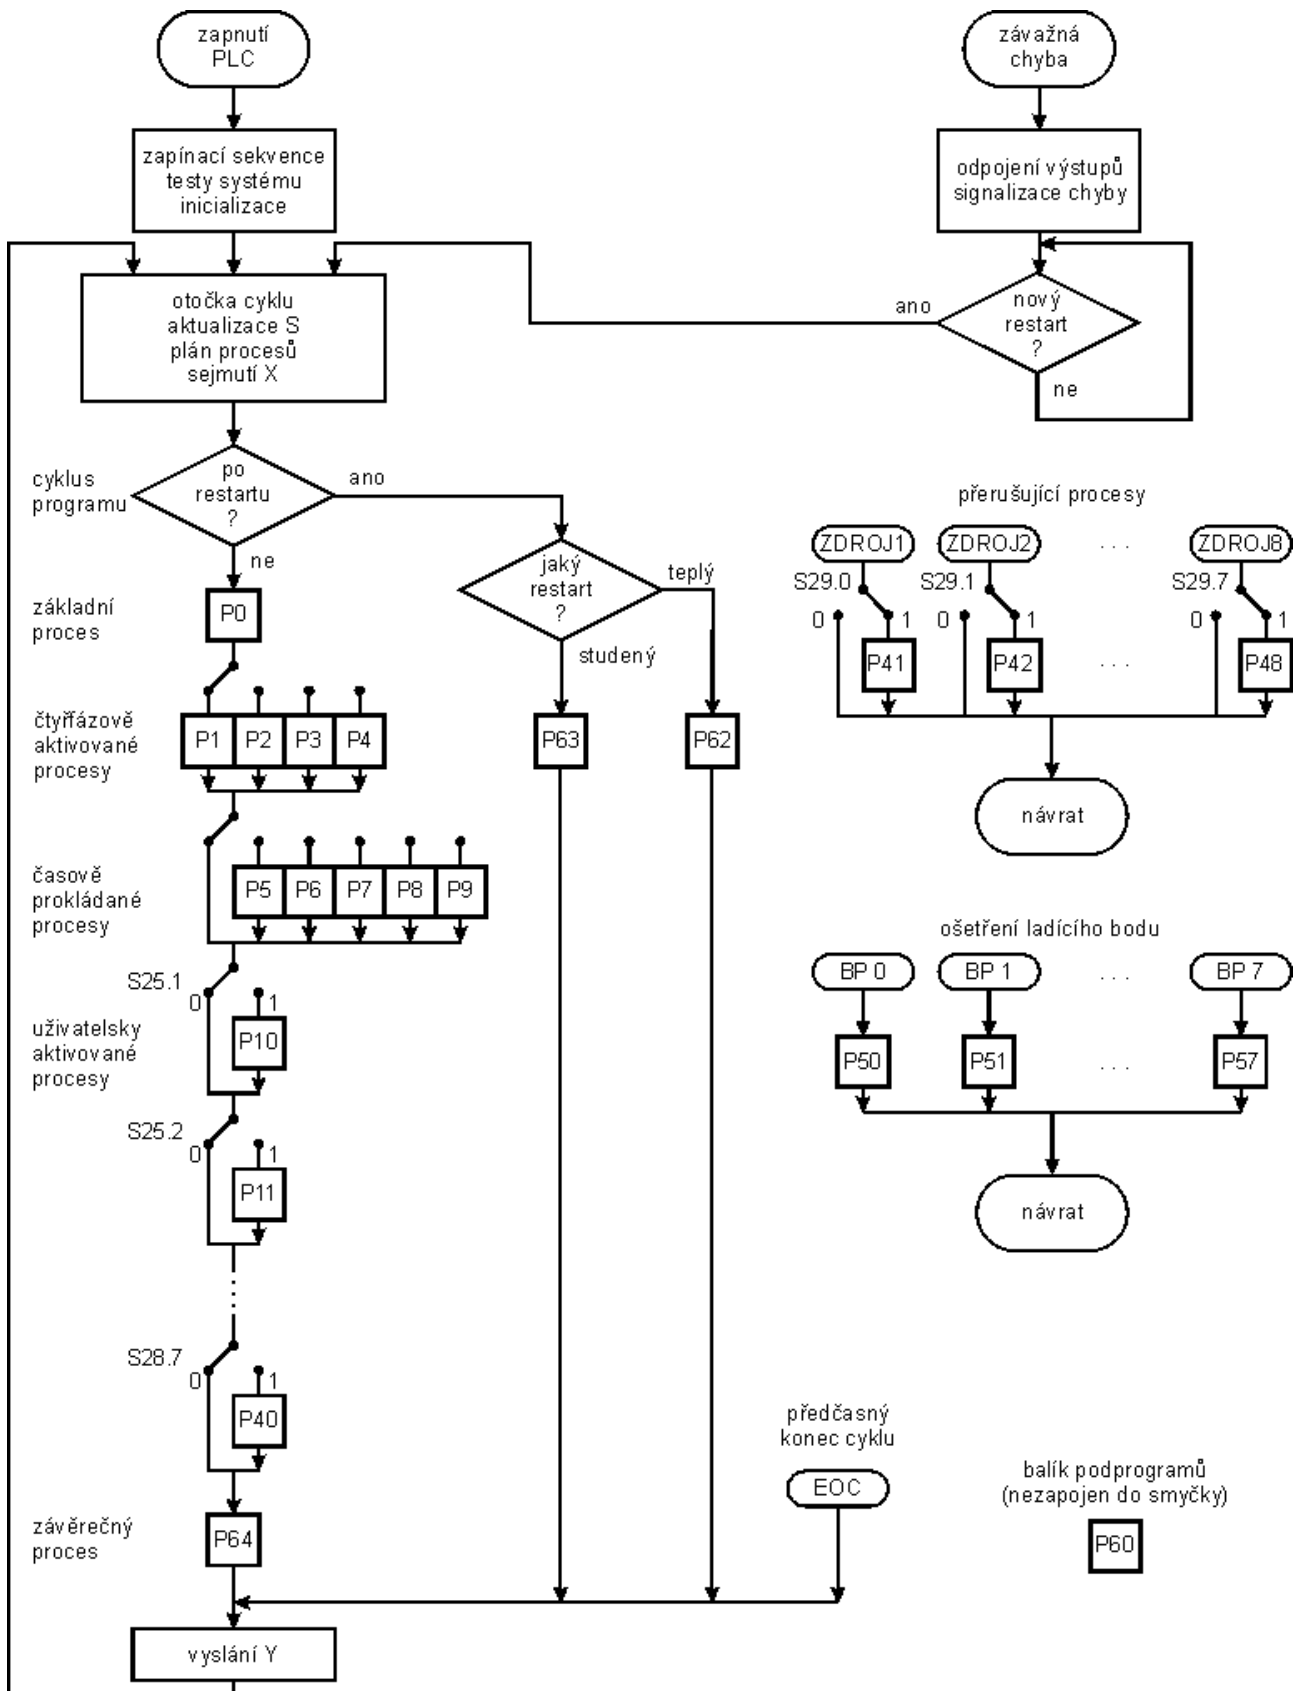 zapnutí
PLC
závažná
chyba
zapínací sekvence
testy systému
inicializace
odpojení výstupů
signalizace chyby
otočka cyklu
aktualizace S
plán procesů
sejmutí X
ano
nový
restart
?
ne
cyklus
programu
po
restartu
?
ano
ne
jaký
restart
?
teplý
studený
přerušující procesy
ZDROJ1
ZDROJ2
. . .
ZDROJ8
S29.0
S29.1
S29.7
0
1
0
1
0
1
P41
P42
. . .
P48
návrat
základní
proces
P0
čtyřfázově
aktivované
procesy
P1
P2
P3
P4
P63
P62
časově
prokládané
procesy
P5
P6
P7
P8
P9
ošetření ladícího bodu
BP 0
BP 1
. . .
BP 7
P50
P51
. . .
P57
návrat
S25.1
0
1
uživatelsky
aktivované
procesy
P10
S25.2
0
1
P11
S28.7
0
1
P40
předčasný
konec cyklu
EOC
balík podprogramů
(nezapojen do smyčky)
P60
závěrečný
proces
P64
vyslání Y